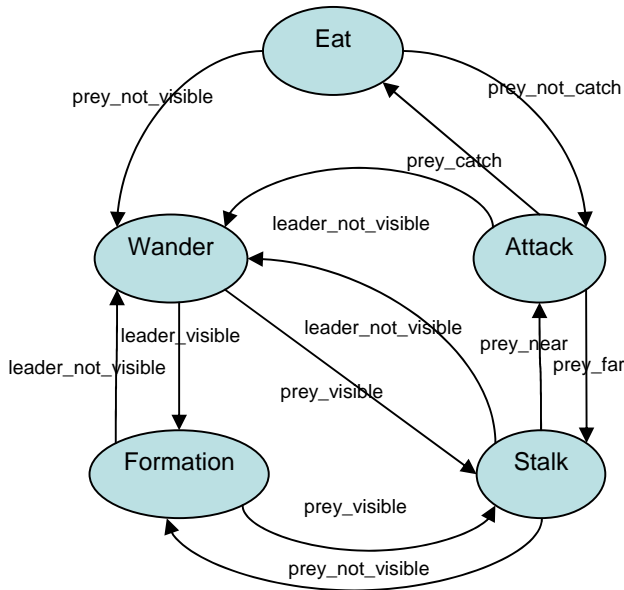 Eat
prey_not_visible
prey_not_catch
prey_catch
leader_not_visible
Wander
Attack
leader_visible
leader_not_visible
prey_near
leader_not_visible
prey_far
prey_visible
Formation
Stalk
prey_visible
prey_not_visible